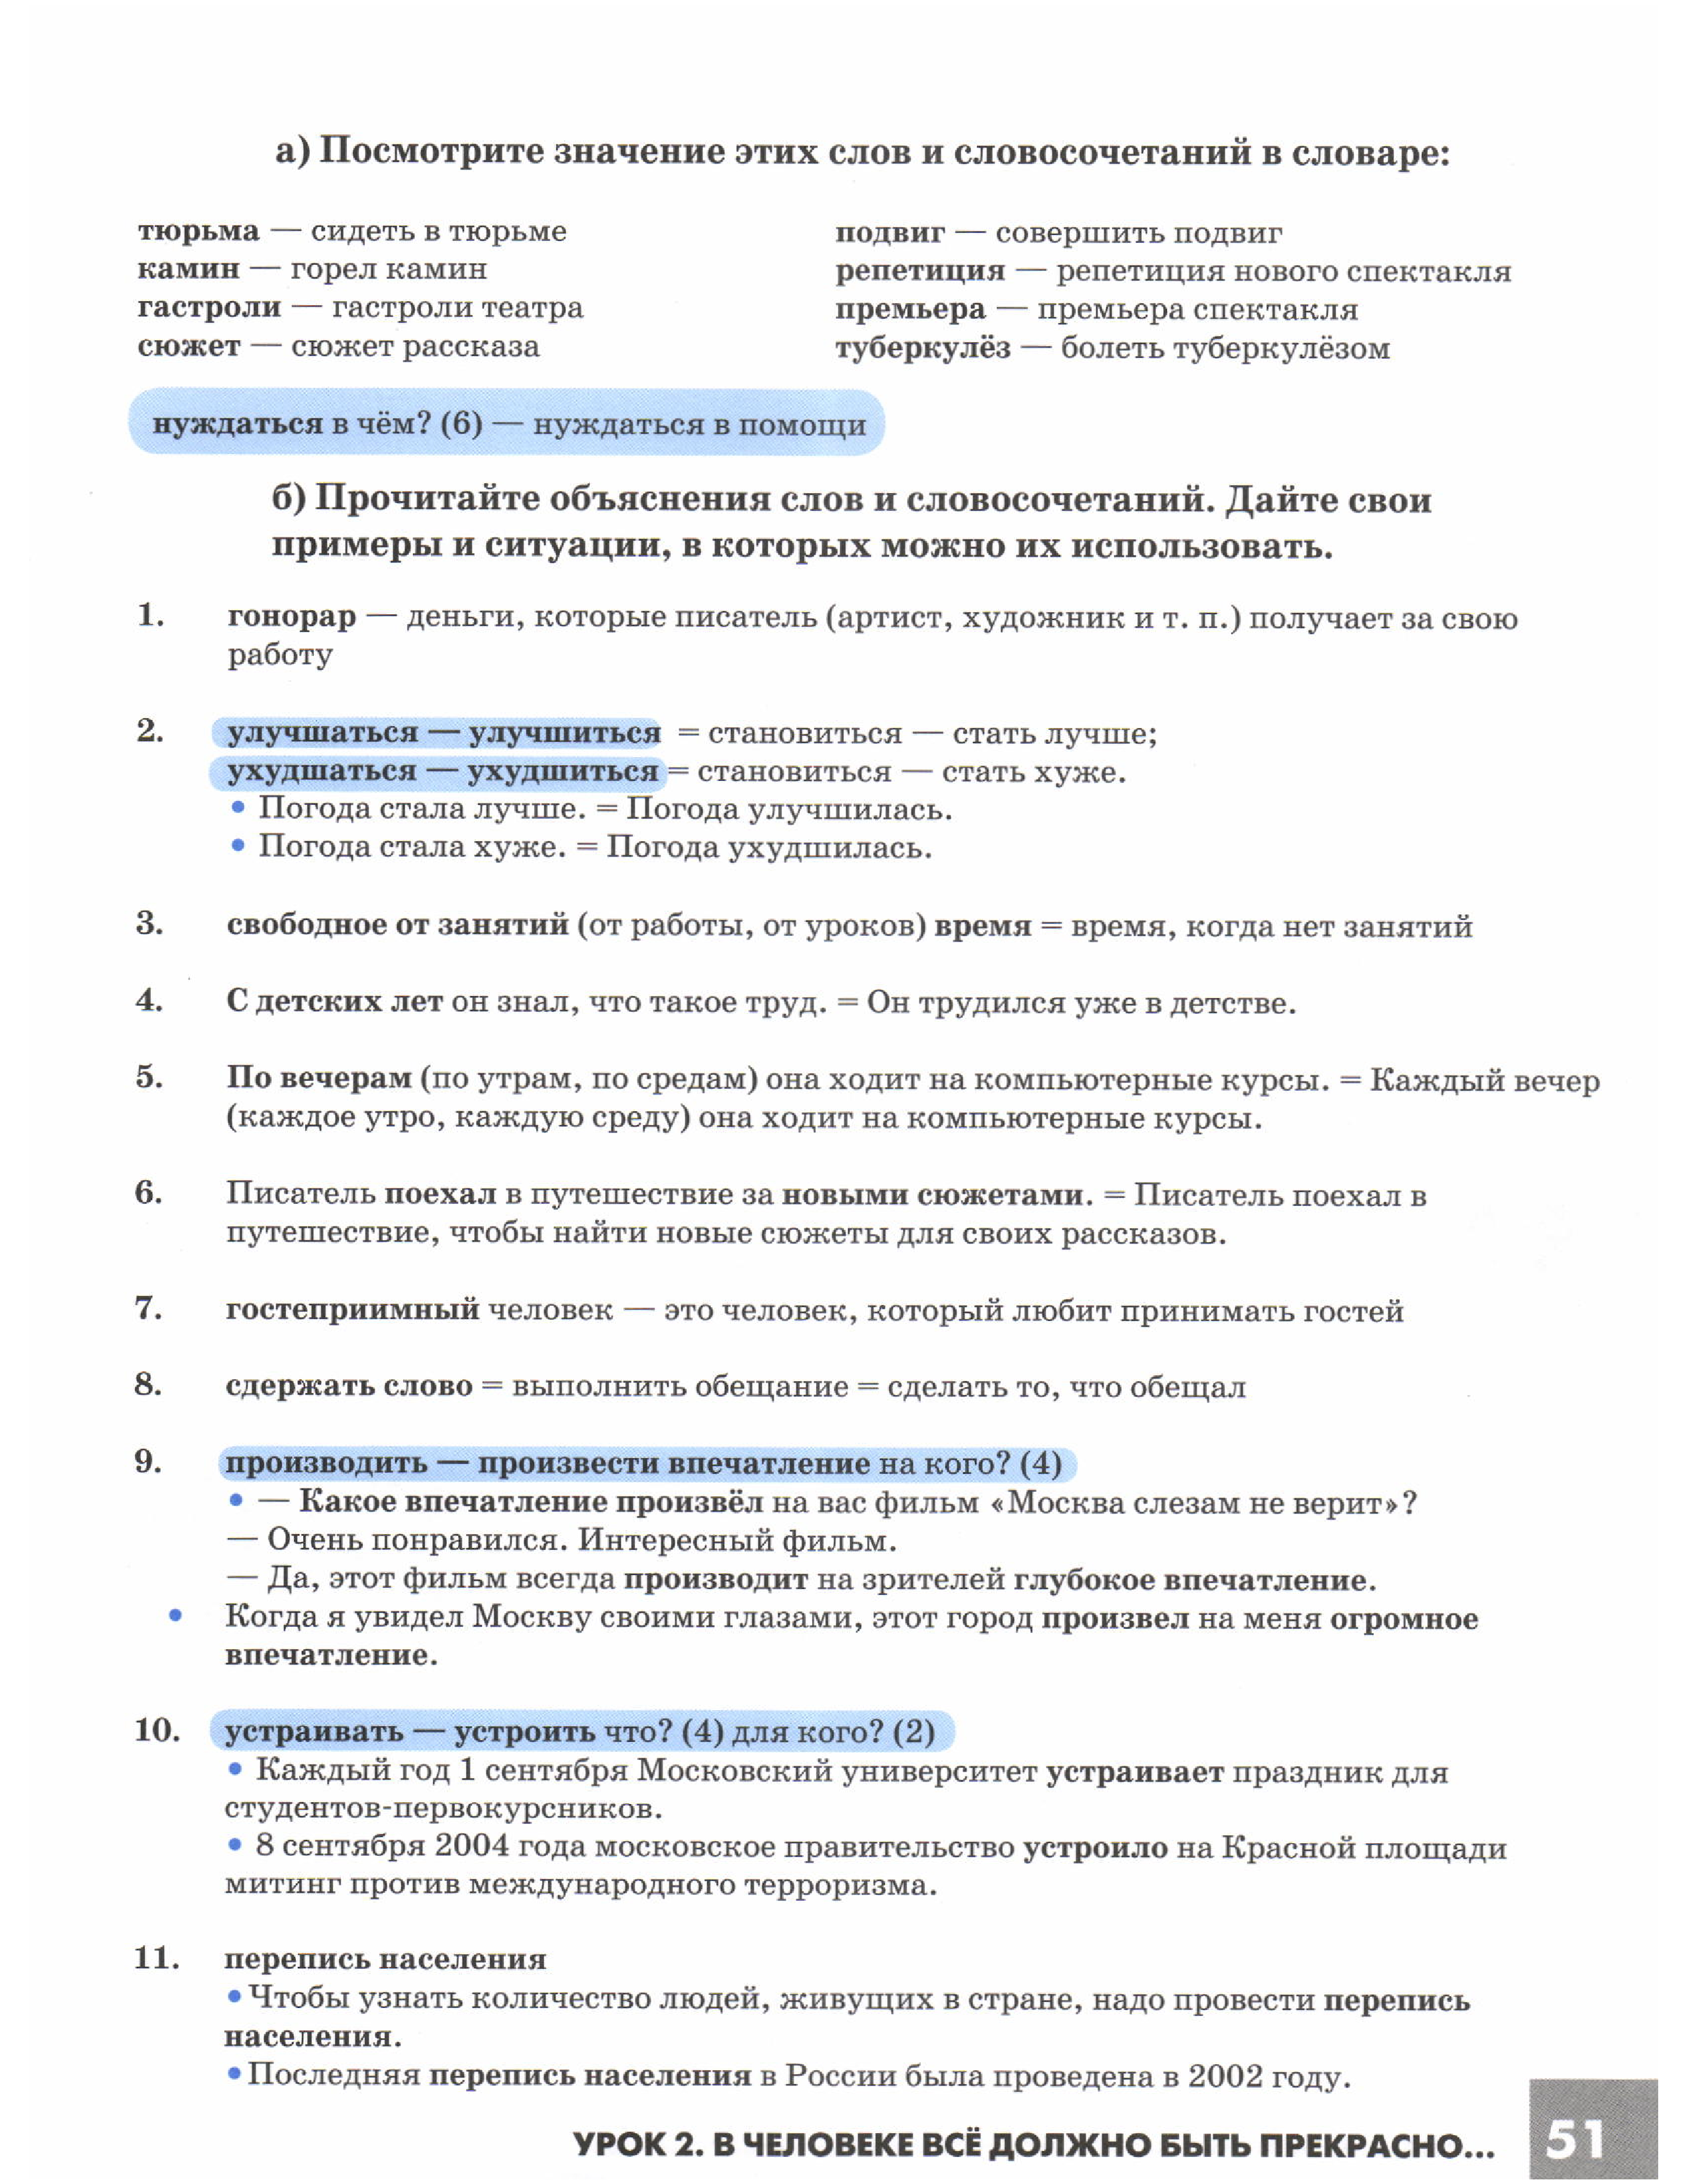 а) Посмотрите значение этих слов и словосочетаний в словаре:
тюрьма — сидеть в тюрьме
камин — горел камин
гастроли — гастроли театра
сюжет — сюжет рассказа
подвиг — совершить подвиг
репетиция — репетиция нового спектакля
премьера — премьера спектакля
туберкулёз — болеть туберкулёзом
нуждаться в чём? (6) — нуждаться в помощи
б) Прочитайте объяснения слов и словосочетаний. Дайте свои
примеры и ситуации, в которых можно их использовать.
1. гонорар — деньги, которые писатель (артист, художник и т. п.) получает за свою
работу
2. улучшаться — улучшиться = становиться — стать лучше;
ухудшаться — ухудшиться = становиться — стать хуже.
• Погода стала лучше. = Погода улучшилась.
• Погода стала хуже. = Погода ухудшилась.
3. свободное от занятий (от работы, от уроков) время = время, когда нет занятий
4. С детских лет он знал, что такое труд. = Он трудился уже в детстве.
5. По вечерам (по утрам, по средам) она ходит на компьютерные курсы. = Каждый вечер
(каждое утро, каждую среду) она ходит на компьютерные курсы.
6. Писатель поехал в путешествие за новыми сюжетами. = Писатель поехал в
путешествие, чтобы найти новые сюжеты для своих рассказов.
7. гостеприимный человек — это человек, который любит принимать гостей
8. сдержать слово = выполнить обещание = сделать то, что обещал
9. производить — произвести впечатление на кого? (4)
• — Какое впечатление произвёл на вас фильм «Москва слезам не верит»?
— Очень понравился. Интересный фильм.
— Да, этот фильм всегда производит на зрителей глубокое впечатление.
• Когда я увидел Москву своими глазами, этот город произвел на меня огромное
впечатление.
10. устраивать — устроить что? (4) для кого? (2)
• Каждый год 1 сентября Московский университет устраивает праздник для
студентов-первокурсников.
• 8 сентября 2004 года московское правительство устроило на Красной площади
митинг против международного терроризма.
11. перепись населения
• Чтобы узнать количество людей, живущих в стране, надо провести перепись
населения.
• Последняя перепись населения в России была проведена в 2002 году.
УРОК 2. В ЧЕЛОВЕКЕ ВСЁ ДОЛЖНО БЫТЬ ПРЕКРАСНО... 51